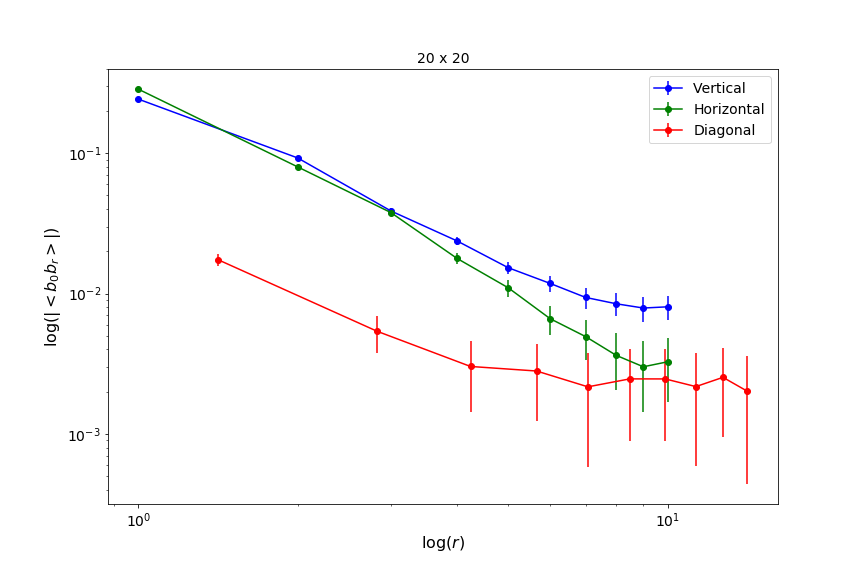 20 x 20
Vertical
Horizontal
Diagonal
log(| < b₀bᵣ > |)
10⁻¹
10⁻²
10⁻³
10⁰
10¹
log(r)